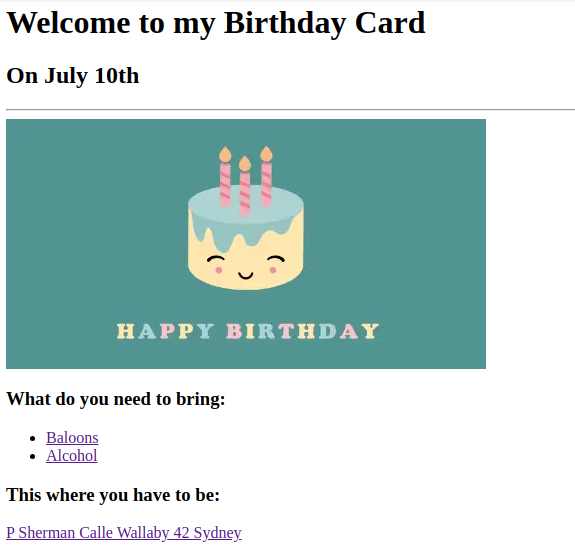 Welcome to my Birthday Card
On July 10th
HAPPY BIRTHDAY
What do you need to bring:
Baloons
Alcohol
This where you have to be:
P Sherman Calle Wallaby 42 Sydney